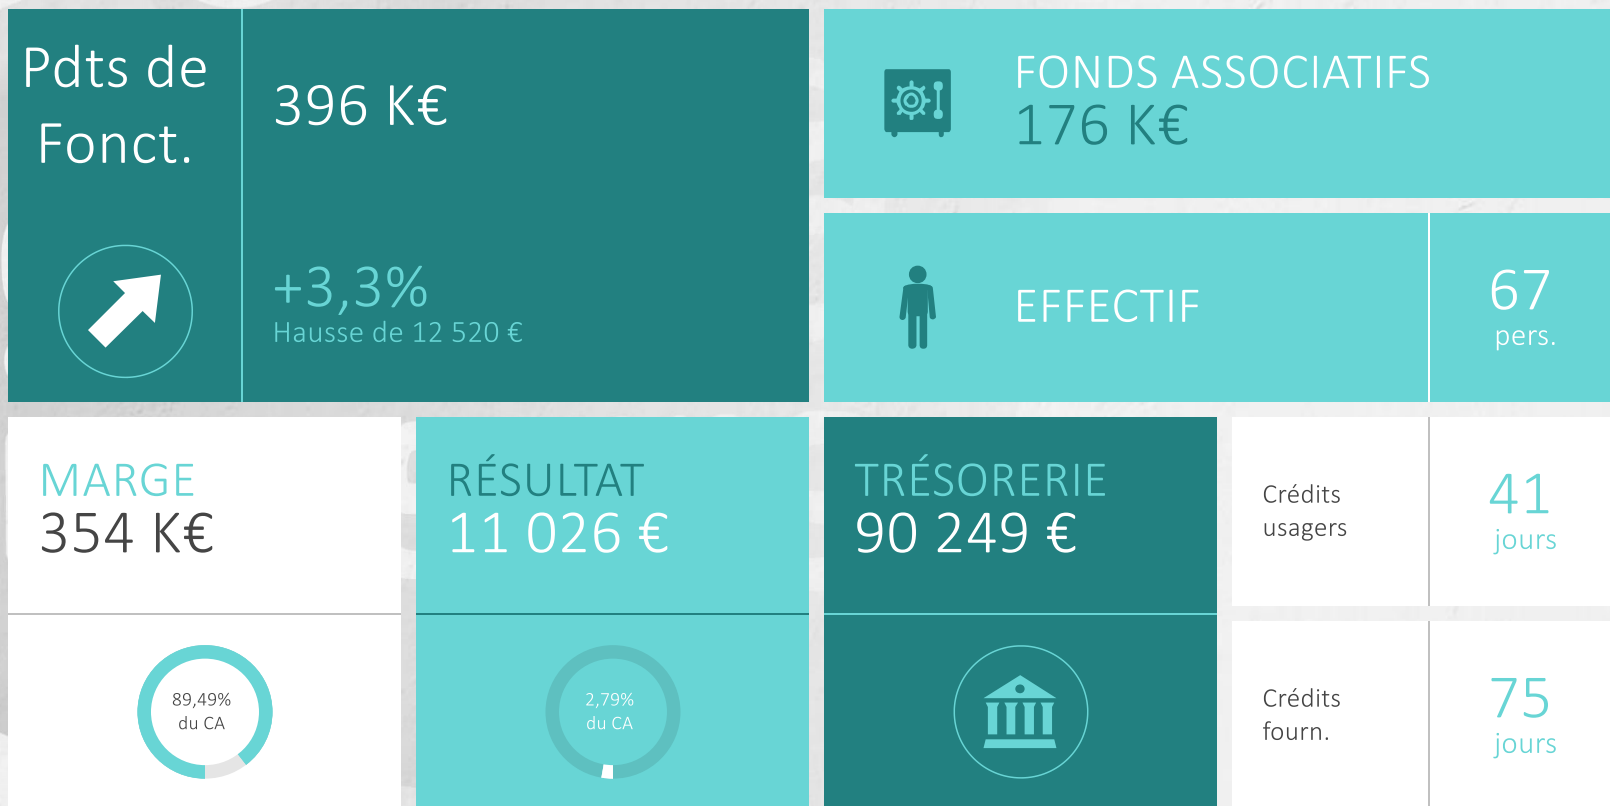 Pdts de
Fonct.
396 K€
+3,3%
Hausse de 12 520 €
FONDS ASSOCIATIFS
176 K€
EFFECTIF
67
pers.
MARGE
354 K€
89,49%
du CA
RÉSULTAT
11 026 €
2,79%
du CA
TRÉSORERIE
90 249 €
Crédits
usagers
41
jours
Crédits
fourn.
75
jours